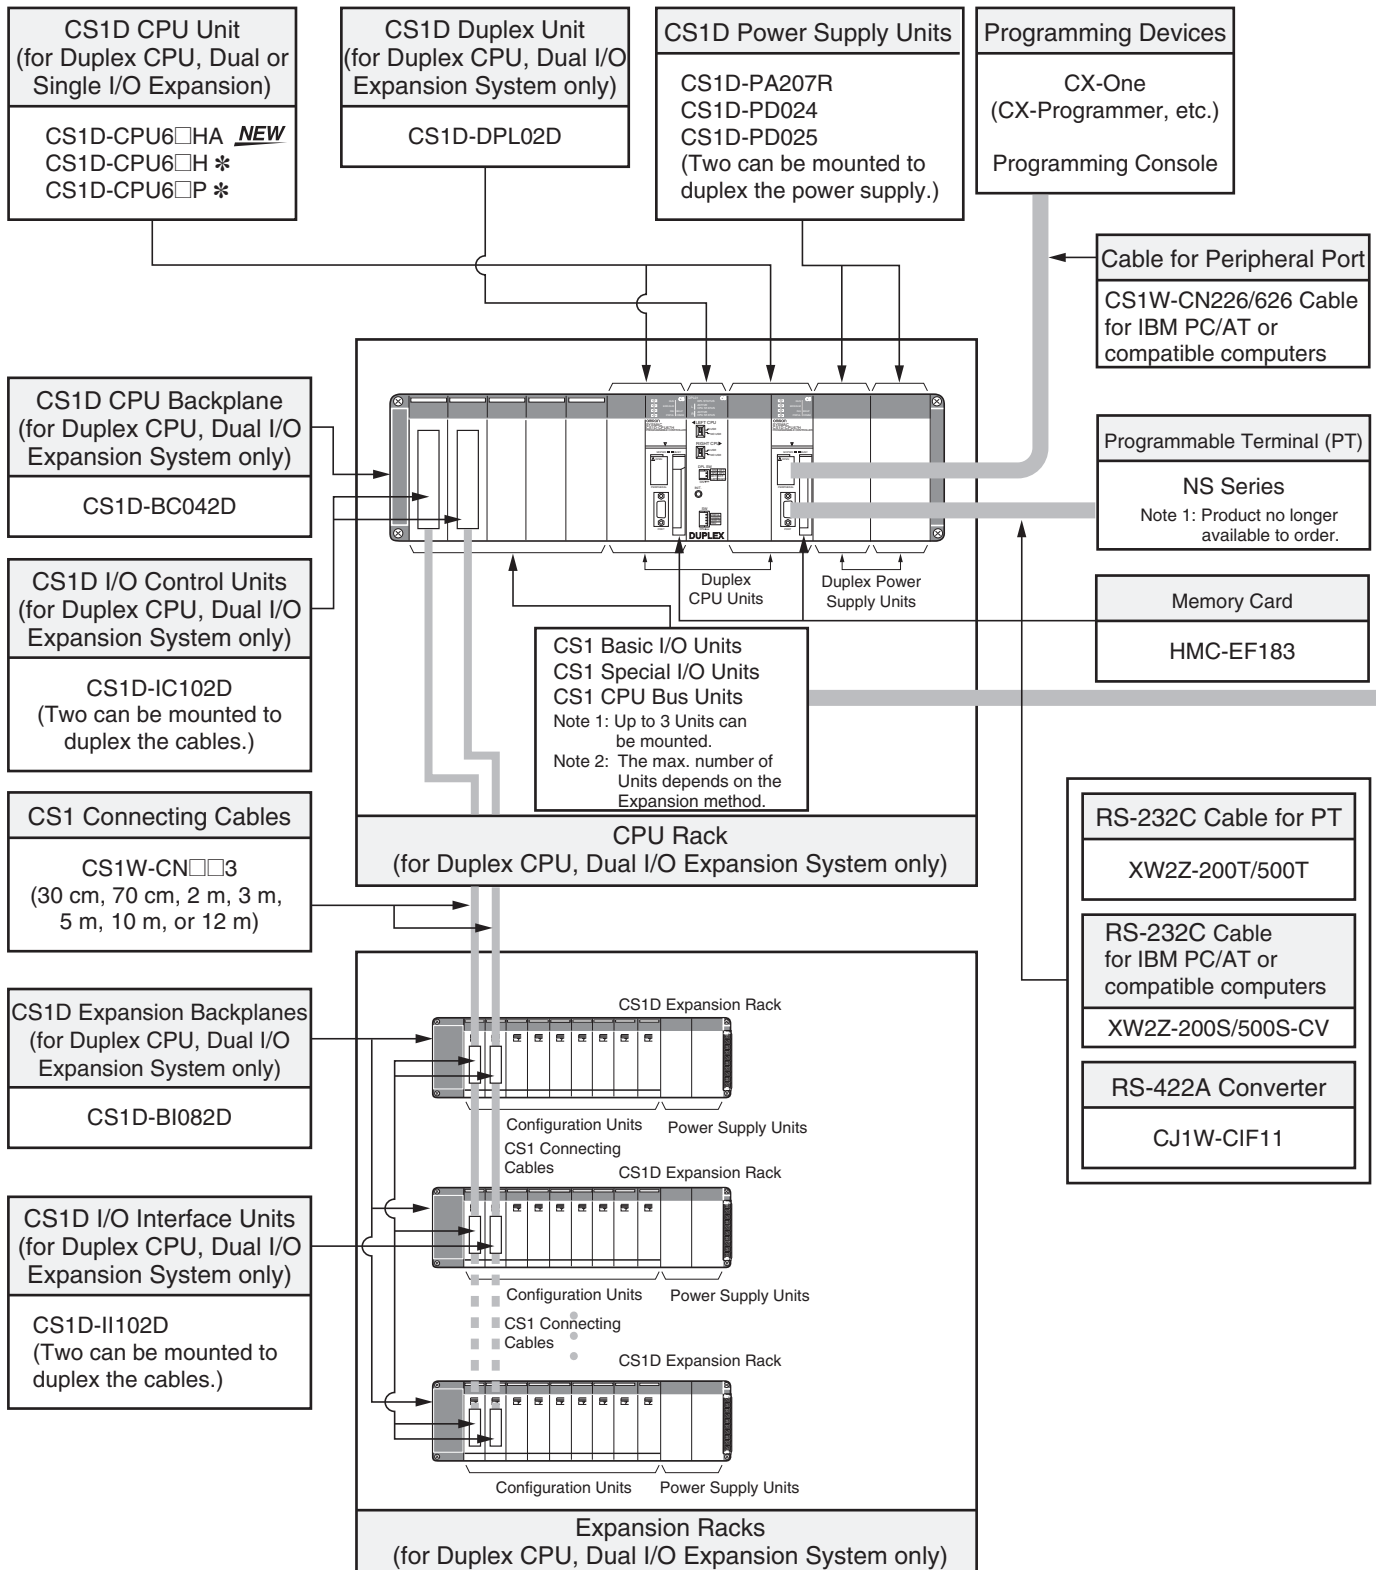 CS1D CPU Unit
(for Duplex CPU, Dual or
Single I/O Expansion)
CS1D-CPU6□HA NEW
CS1D-CPU6□H ✻
CS1D-CPU6□P ✻
CS1D Duplex Unit
(for Duplex CPU, Dual I/O
Expansion System only)
CS1D-DPL02D
CS1D Power Supply Units
CS1D-PA207R
CS1D-PD024
CS1D-PD025
(Two can be mounted to
duplex the power supply.)
Programming Devices
CX-One
(CX-Programmer, etc.)
Programming Console
Cable for Peripheral Port
CS1W-CN226/626 Cable
for IBM PC/AT or
compatible computers
CS1D CPU Backplane
(for Duplex CPU, Dual I/O
Expansion System only)
CS1D-BC042D
LEFT CPU
RIGHT CPU
DPL SW
DUPLEX
Programmable Terminal (PT)
NS Series
Note 1: Product no longer
available to order.
CS1D I/O Control Units
(for Duplex CPU, Dual I/O
Expansion System only)
CS1D-IC102D
(Two can be mounted to
duplex the cables.)
Duplex
CPU Units
Duplex Power
Supply Units
Memory Card
HMC-EF183
CS1 Basic I/O Units
CS1 Special I/O Units
CS1 CPU Bus Units
Note 1: Up to 3 Units can
be mounted.
Note 2: The max. number of
Units depends on the
Expansion method.
CPU Rack
(for Duplex CPU, Dual I/O Expansion System only)
CS1 Connecting Cables
CS1W-CN□□3
(30 cm, 70 cm, 2 m, 3 m,
5 m, 10 m, or 12 m)
RS-232C Cable for PT
XW2Z-200T/500T
RS-232C Cable
for IBM PC/AT or
compatible computers
XW2Z-200S/500S-CV
RS-422A Converter
CJ1W-CIF11
CS1D Expansion Backplanes
(for Duplex CPU, Dual I/O
Expansion System only)
CS1D-BI082D
CS1D Expansion Rack
Configuration Units
Power Supply Units
CS1 Connecting
Cables
CS1D Expansion Rack
CS1D I/O Interface Units
(for Duplex CPU, Dual I/O
Expansion System only)
CS1D-II102D
(Two can be mounted to
duplex the cables.)
Configuration Units
Power Supply Units
CS1 Connecting
Cables
CS1D Expansion Rack
Configuration Units
Power Supply Units
Expansion Racks
(for Duplex CPU, Dual I/O Expansion System only)